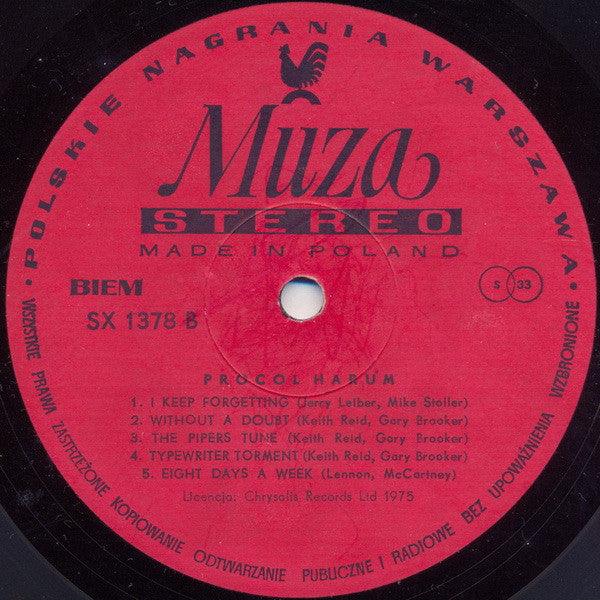 • POLSKIE NAGRANIA WARSZAWA •
Muza
STEREO
MADE IN POLAND
BIEM
SX 1378 B
S 33
PROCOL HARUM
1. I KEEP FORGETTING (Jerry Leiber, Mike Stoller)
2. WITHOUT A DOUBT (Keith Reid, Gary Brooker)
3. THE PIPERS TUNE (Keith Reid, Gary Brooker)
4. TYPEWRITER TORMENT (Keith Reid, Gary Brooker)
5. EIGHT DAYS A WEEK (Lennon, McCartney)
Licencja: Chrysalis Records Ltd 1975
WSZYSTKIE PRAWA ZASTRZEŻONE KOPIOWANIE ODTWARZANIE PUBLICZNE I RADIOWE BEZ UPOWAŻNIENIA WZBRONIONE